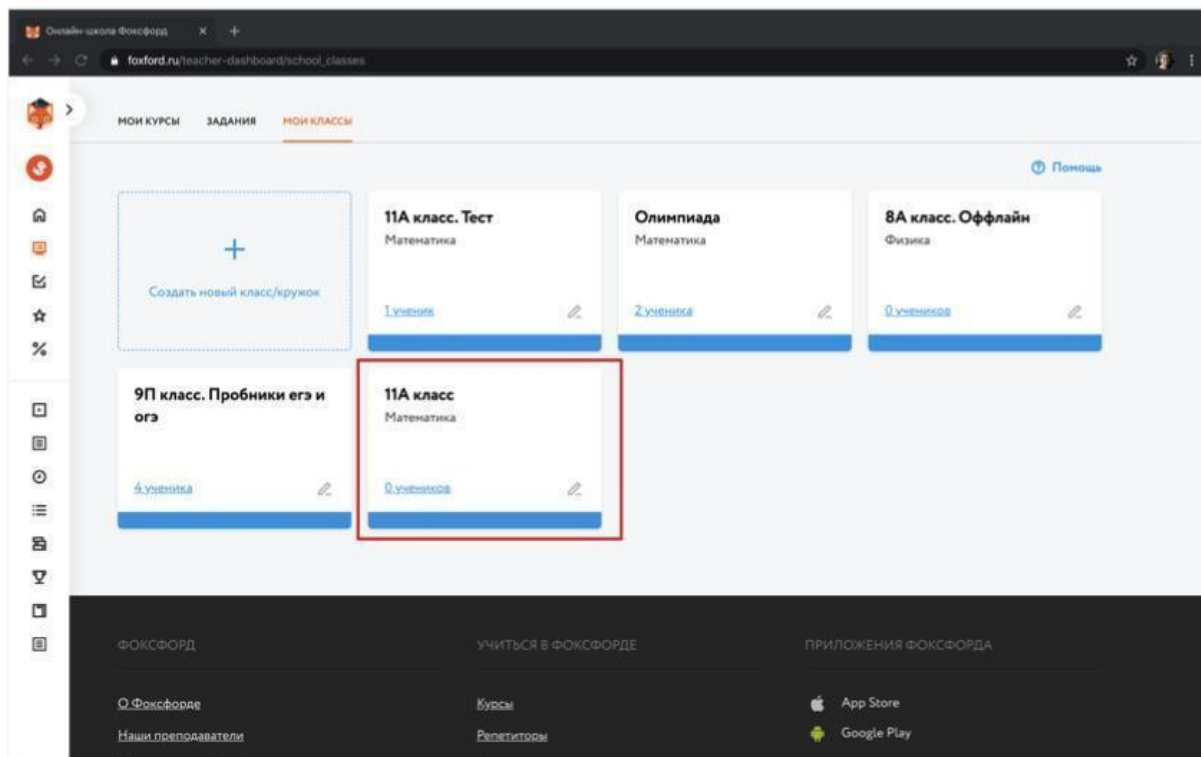 Онлайн-школа Фоксфорд
foxford.ru/teacher-dashboard/school_classes
МОИ КУРСЫ ЗАДАНИЯ МОИ КЛАССЫ
Помощь
Создать новый класс/кружок
11А класс. Тест
Математика
1 ученик
Олимпиада
Математика
2 ученика
8А класс. Оффлайн
Физика
0 учеников
9П класс. Пробники егэ и
огэ
4 ученика
11А класс
Математика
0 учеников
ФОКСФОРД
О Фоксфорде
Наши преподаватели
УЧИТЬСЯ В ФОКСФОРДЕ
Курсы
Репетиторы
ПРИЛОЖЕНИЯ ФОКСФОРДА
App Store
Google Play